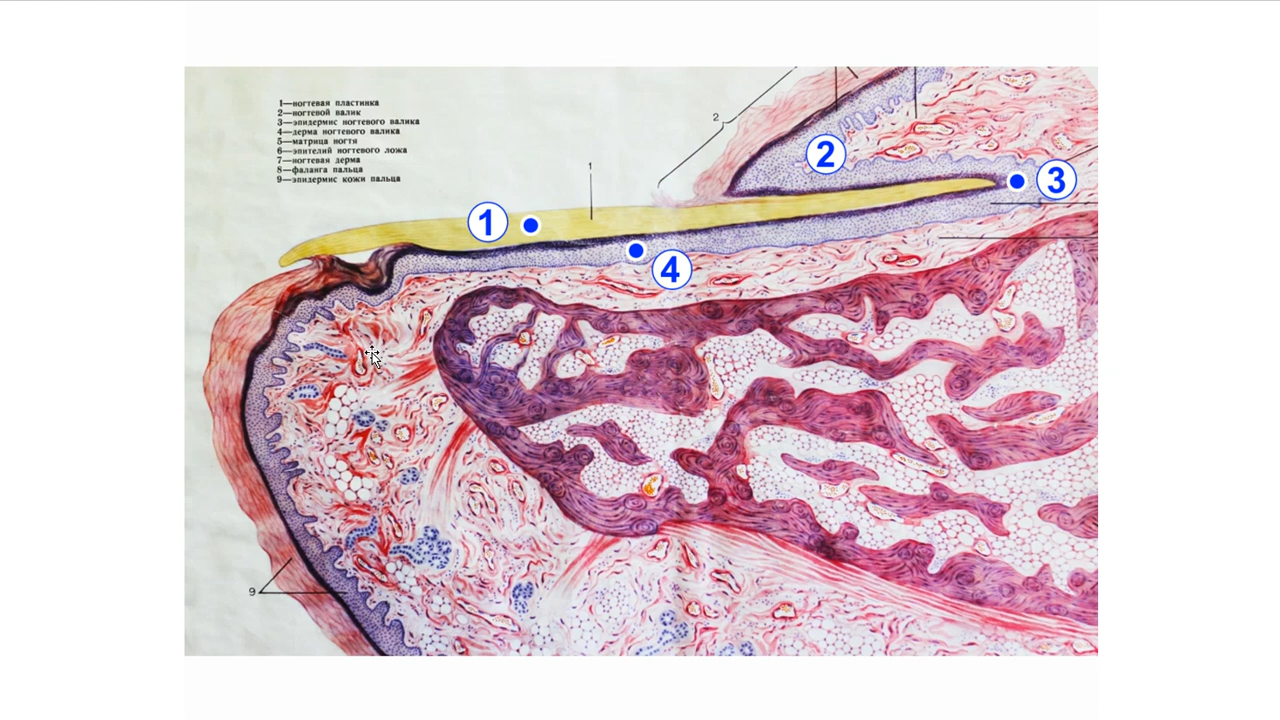 1—ногтевая пластинка
2—ногтевой валик
3—эпидермис ногтевого валика
4—дерма ногтевого валика
5—матрица ногтя
6—эпителий ногтевого ложа
7—ногтевая дерма
8—фаланга пальца
9—эпидермис кожи пальца
2
1
2
3
1
4
9